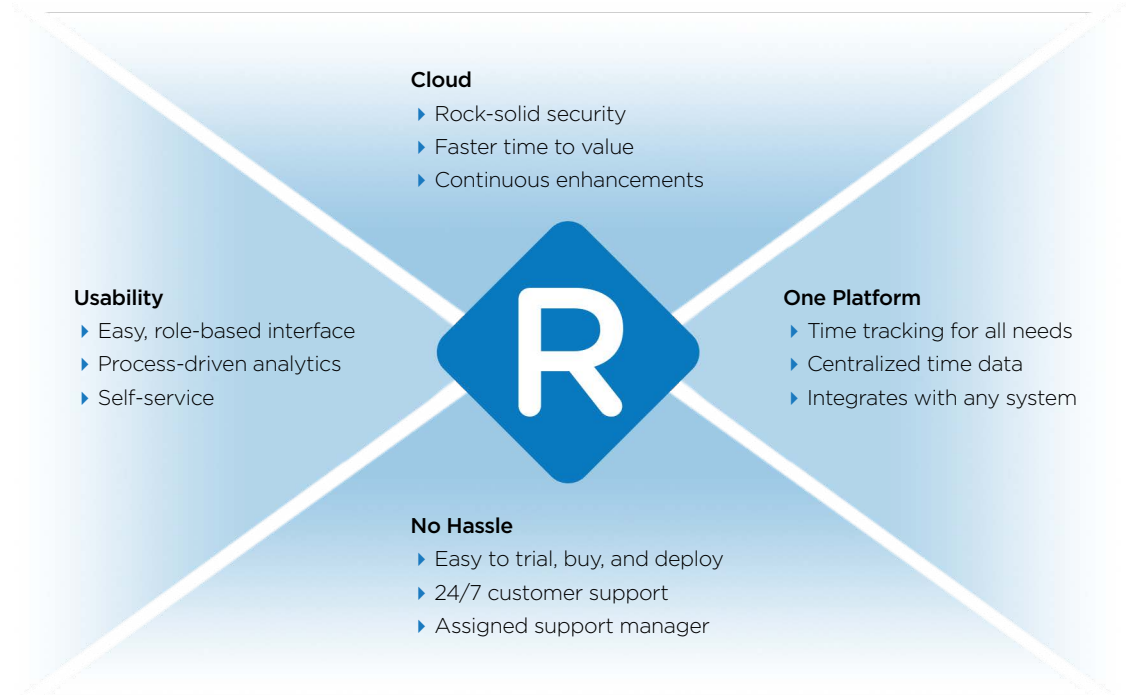 Cloud
Rock-solid security
Faster time to value
Continuous enhancements
Usability
Easy, role-based interface
Process-driven analytics
Self-service
R
One Platform
Time tracking for all needs
Centralized time data
Integrates with any system
No Hassle
Easy to trial, buy, and deploy
24/7 customer support
Assigned support manager